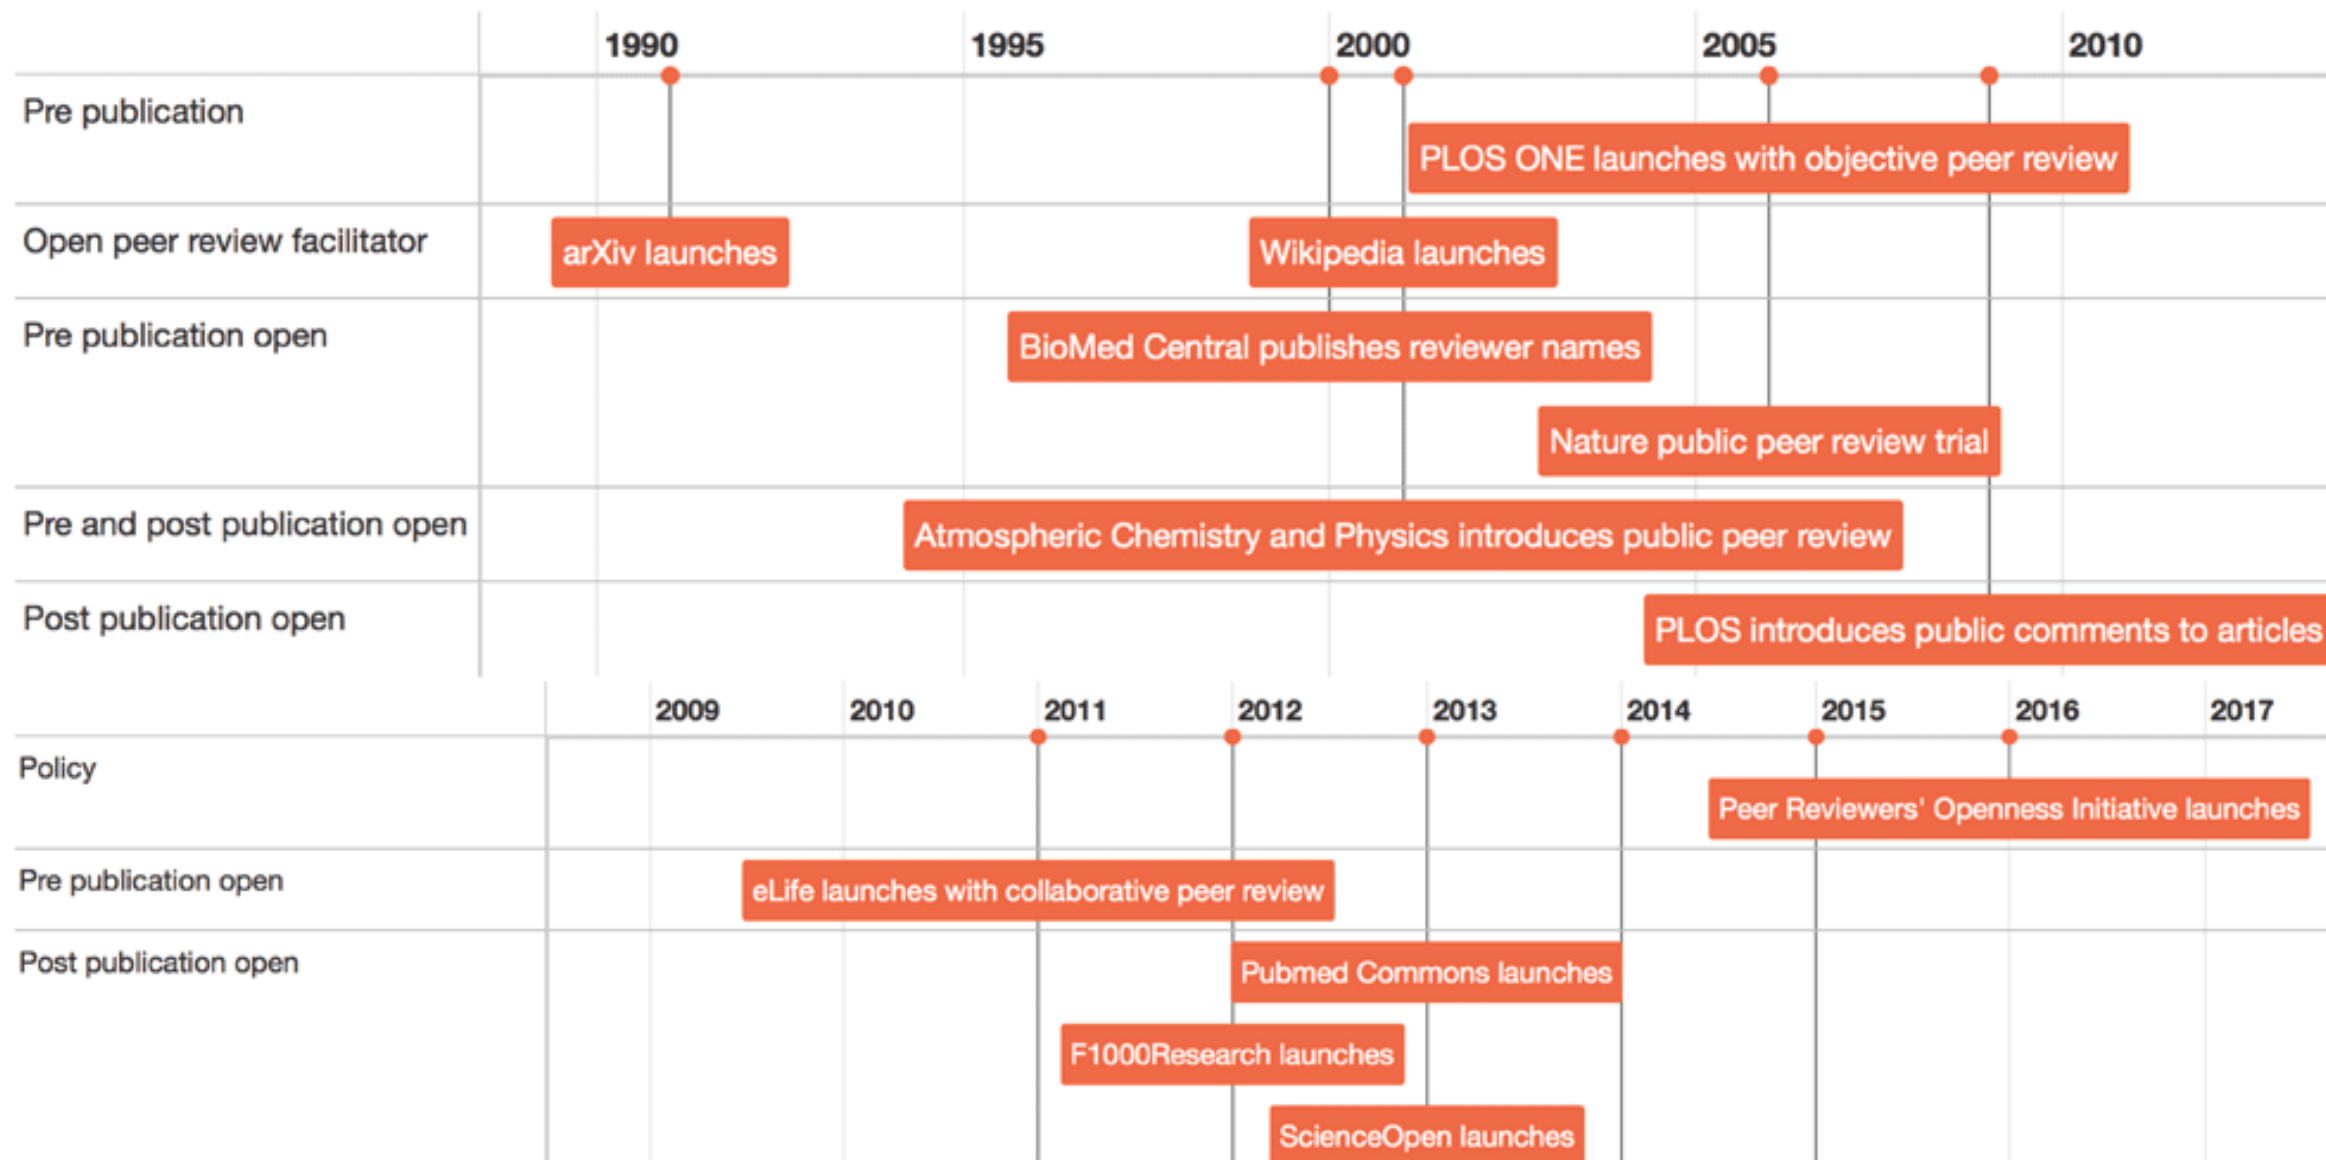 1990 1995 2000 2005 2010
Pre publication
PLOS ONE launches with objective peer review
Open peer review facilitator
arXiv launches
Wikipedia launches
Pre publication open
BioMed Central publishes reviewer names
Nature public peer review trial
Pre and post publication open
Atmospheric Chemistry and Physics introduces public peer review
Post publication open
PLOS introduces public comments to articles
2009 2010 2011 2012 2013 2014 2015 2016 2017
Policy
Peer Reviewers' Openness Initiative launches
Pre publication open
eLife launches with collaborative peer review
Post publication open
Pubmed Commons launches
F1000Research launches
ScienceOpen launches